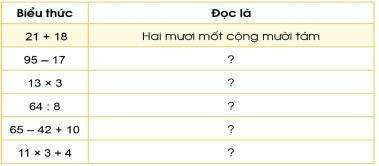 Biểu thức Đọc là
21 + 18 Hai mươi mốt cộng mười tám
95 – 17 ?
13 × 3 ?
64 : 8 ?
65 – 42 + 10 ?
11 × 3 + 4 ?